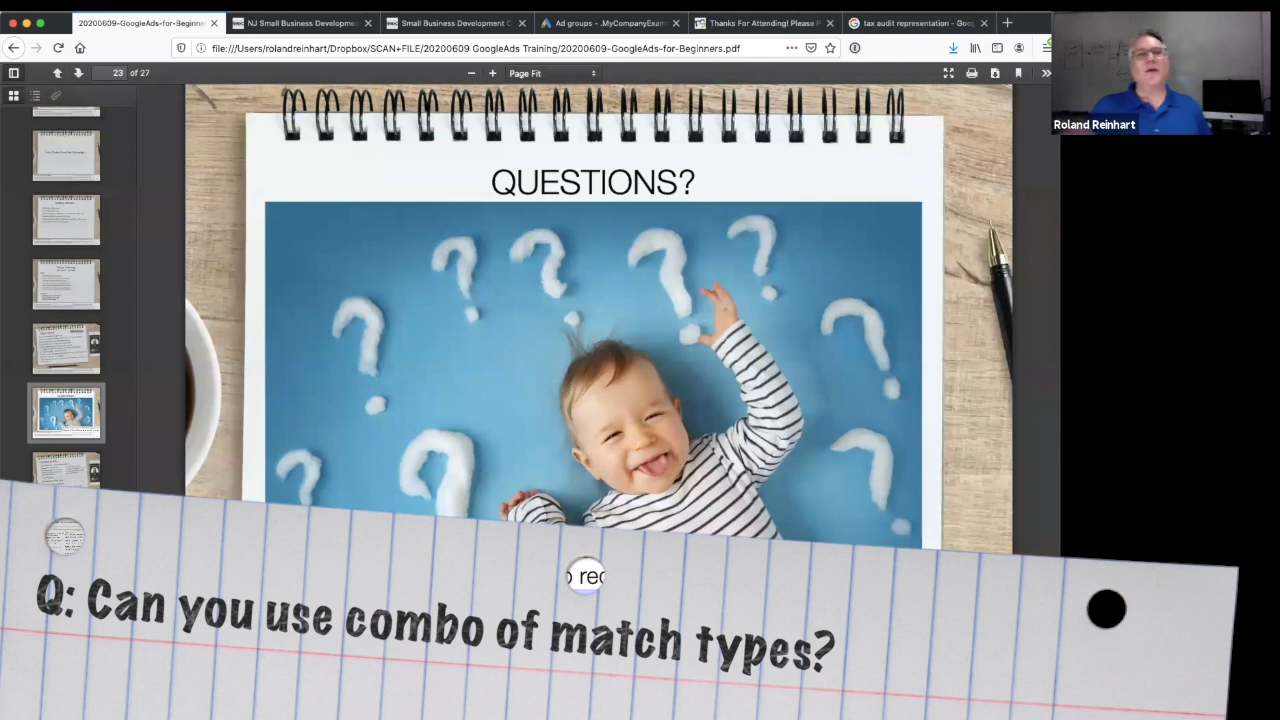 20200609-GoogleAds-for-Beginne
NJ Small Business Developme
Small Business Development C
Ad groups - .MyCompanyExam
Thanks For Attending! Please P
tax audit representation - Goo
file:///Users/rolandreinhart/Dropbox/SCAN+FILE/20200609 GoogleAds Training/20200609-GoogleAds-for-Beginners.pdf
23 of 27
Page Fit
Roland Reinhart
QUESTIONS?
? ? ? ?
? ?
? ? ?
o rec
Q: Can you use combo of match types?